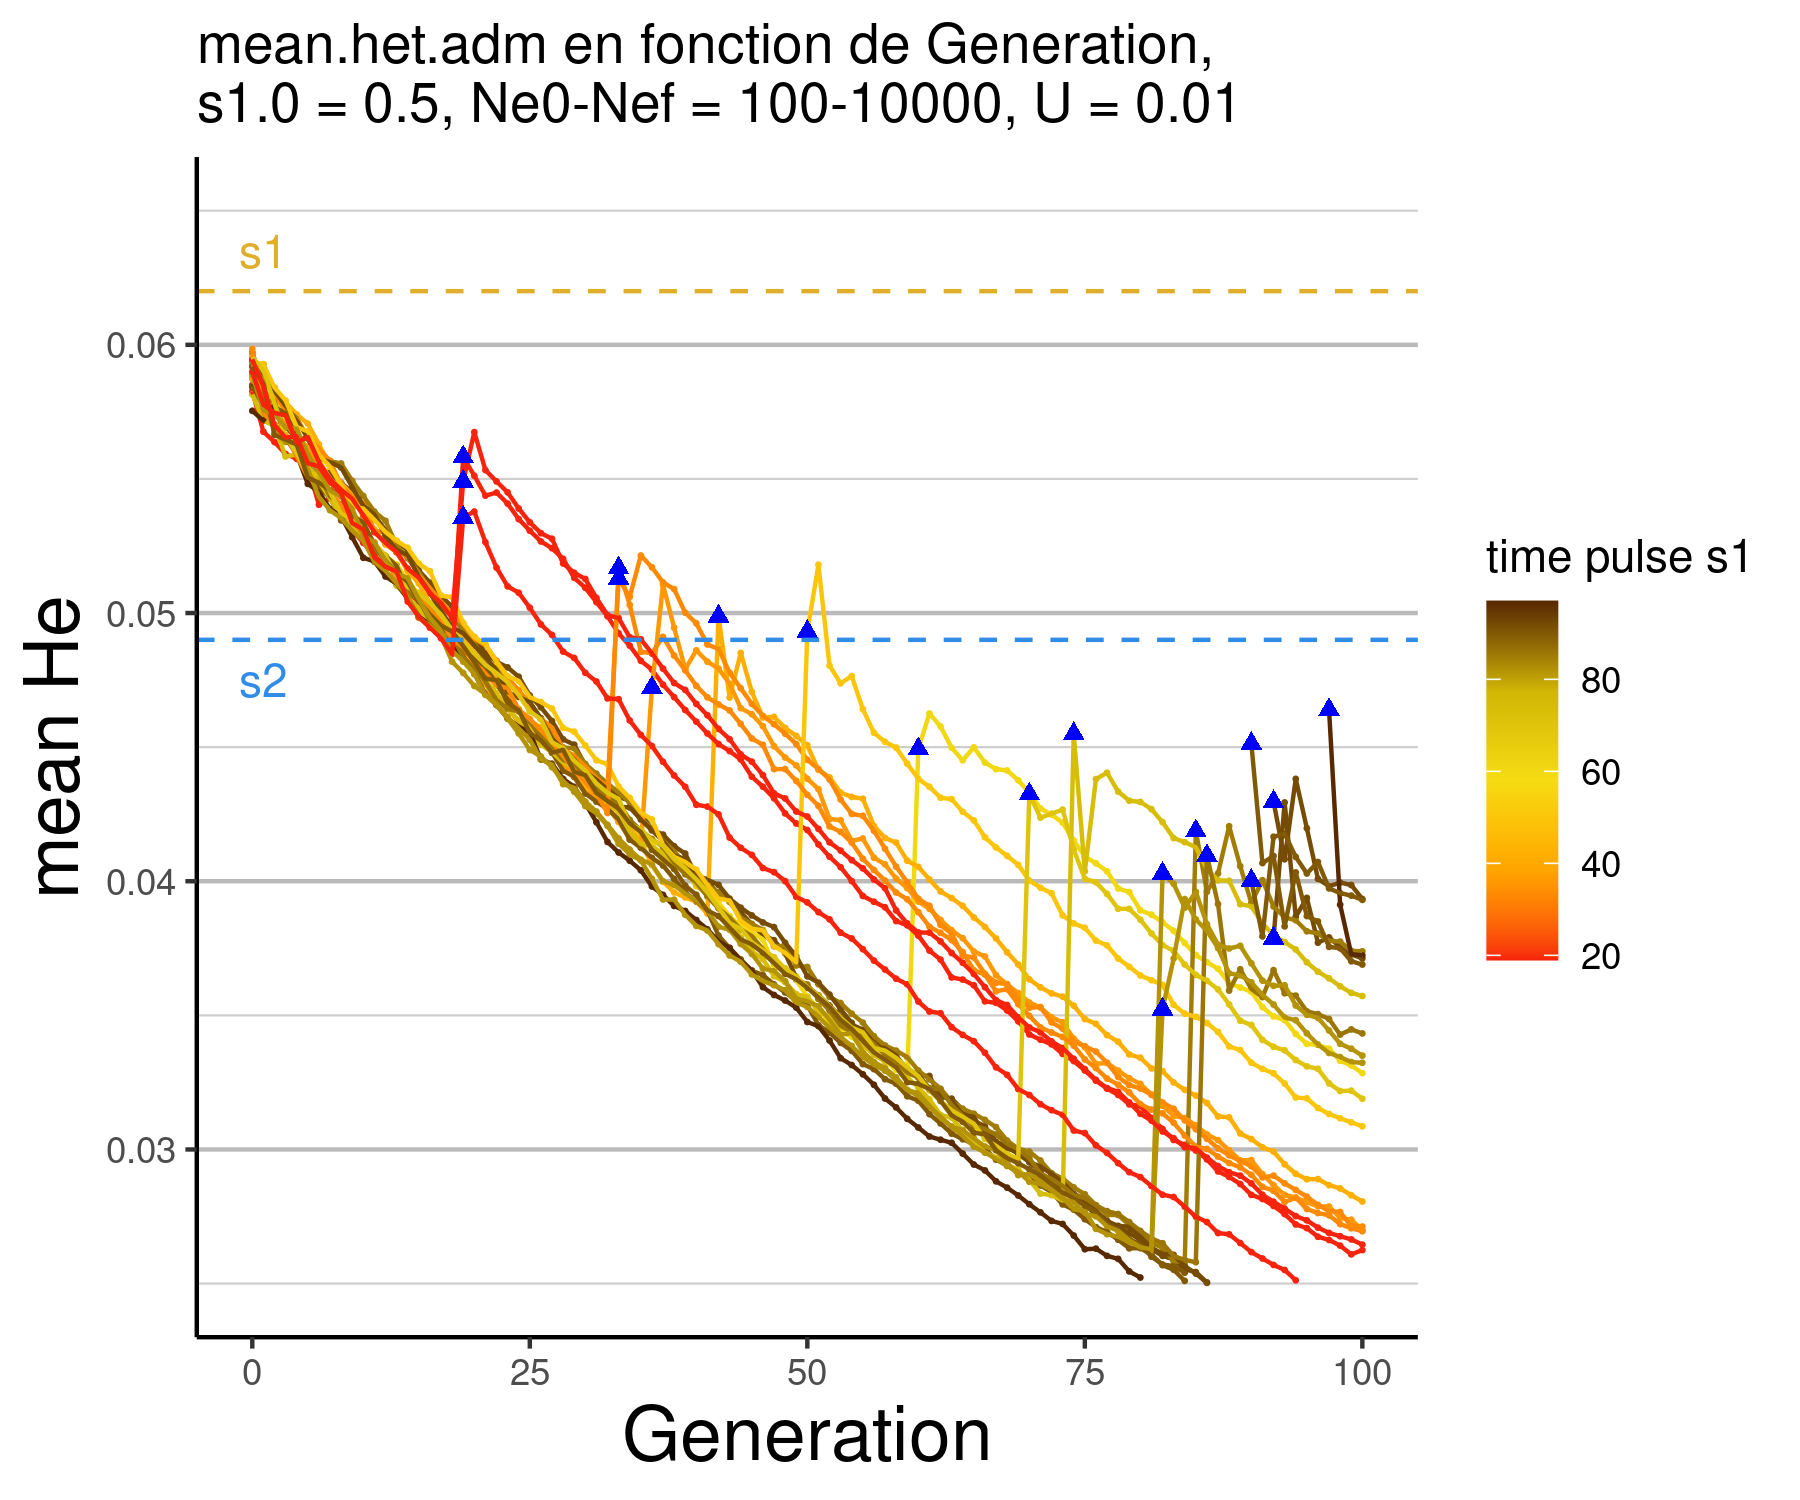 mean.het.adm en fonction de Generation,
s1.0 = 0.5, Ne0-Nef = 100-10000, U = 0.01
s1
s2
0.06
0.05
0.04
0.03
mean He
0
25
50
75
100
Generation
time pulse s1
80
60
40
20